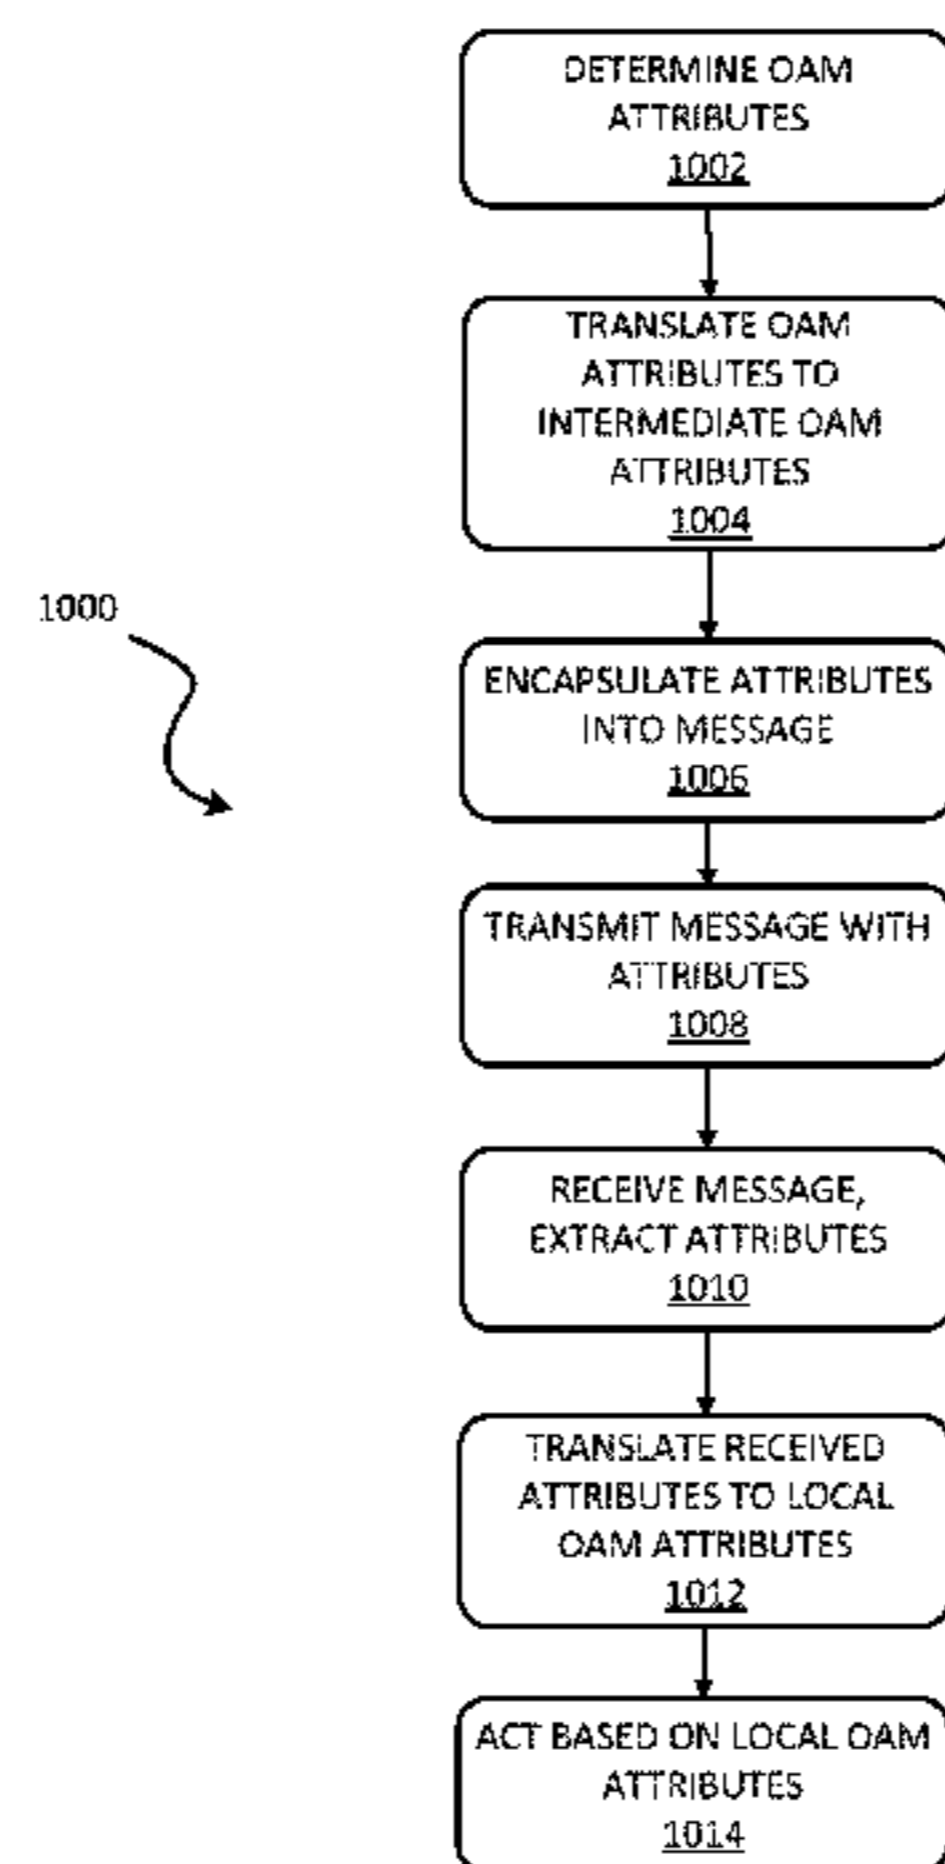 DETERMINE OAM
ATTRIBUTES
1002
TRANSLATE OAM
ATTRIBUTES TO
INTERMEDIATE OAM
ATTRIBUTES
1004
1000
ENCAPSULATE ATTRIBUTES
INTO MESSAGE
1006
TRANSMIT MESSAGE WITH
ATTRIBUTES
1008
RECEIVE MESSAGE,
EXTRACT ATTRIBUTES
1010
TRANSLATE RECEIVED
ATTRIBUTES TO LOCAL
OAM ATTRIBUTES
1012
ACT BASED ON LOCAL OAM
ATTRIBUTES
1014